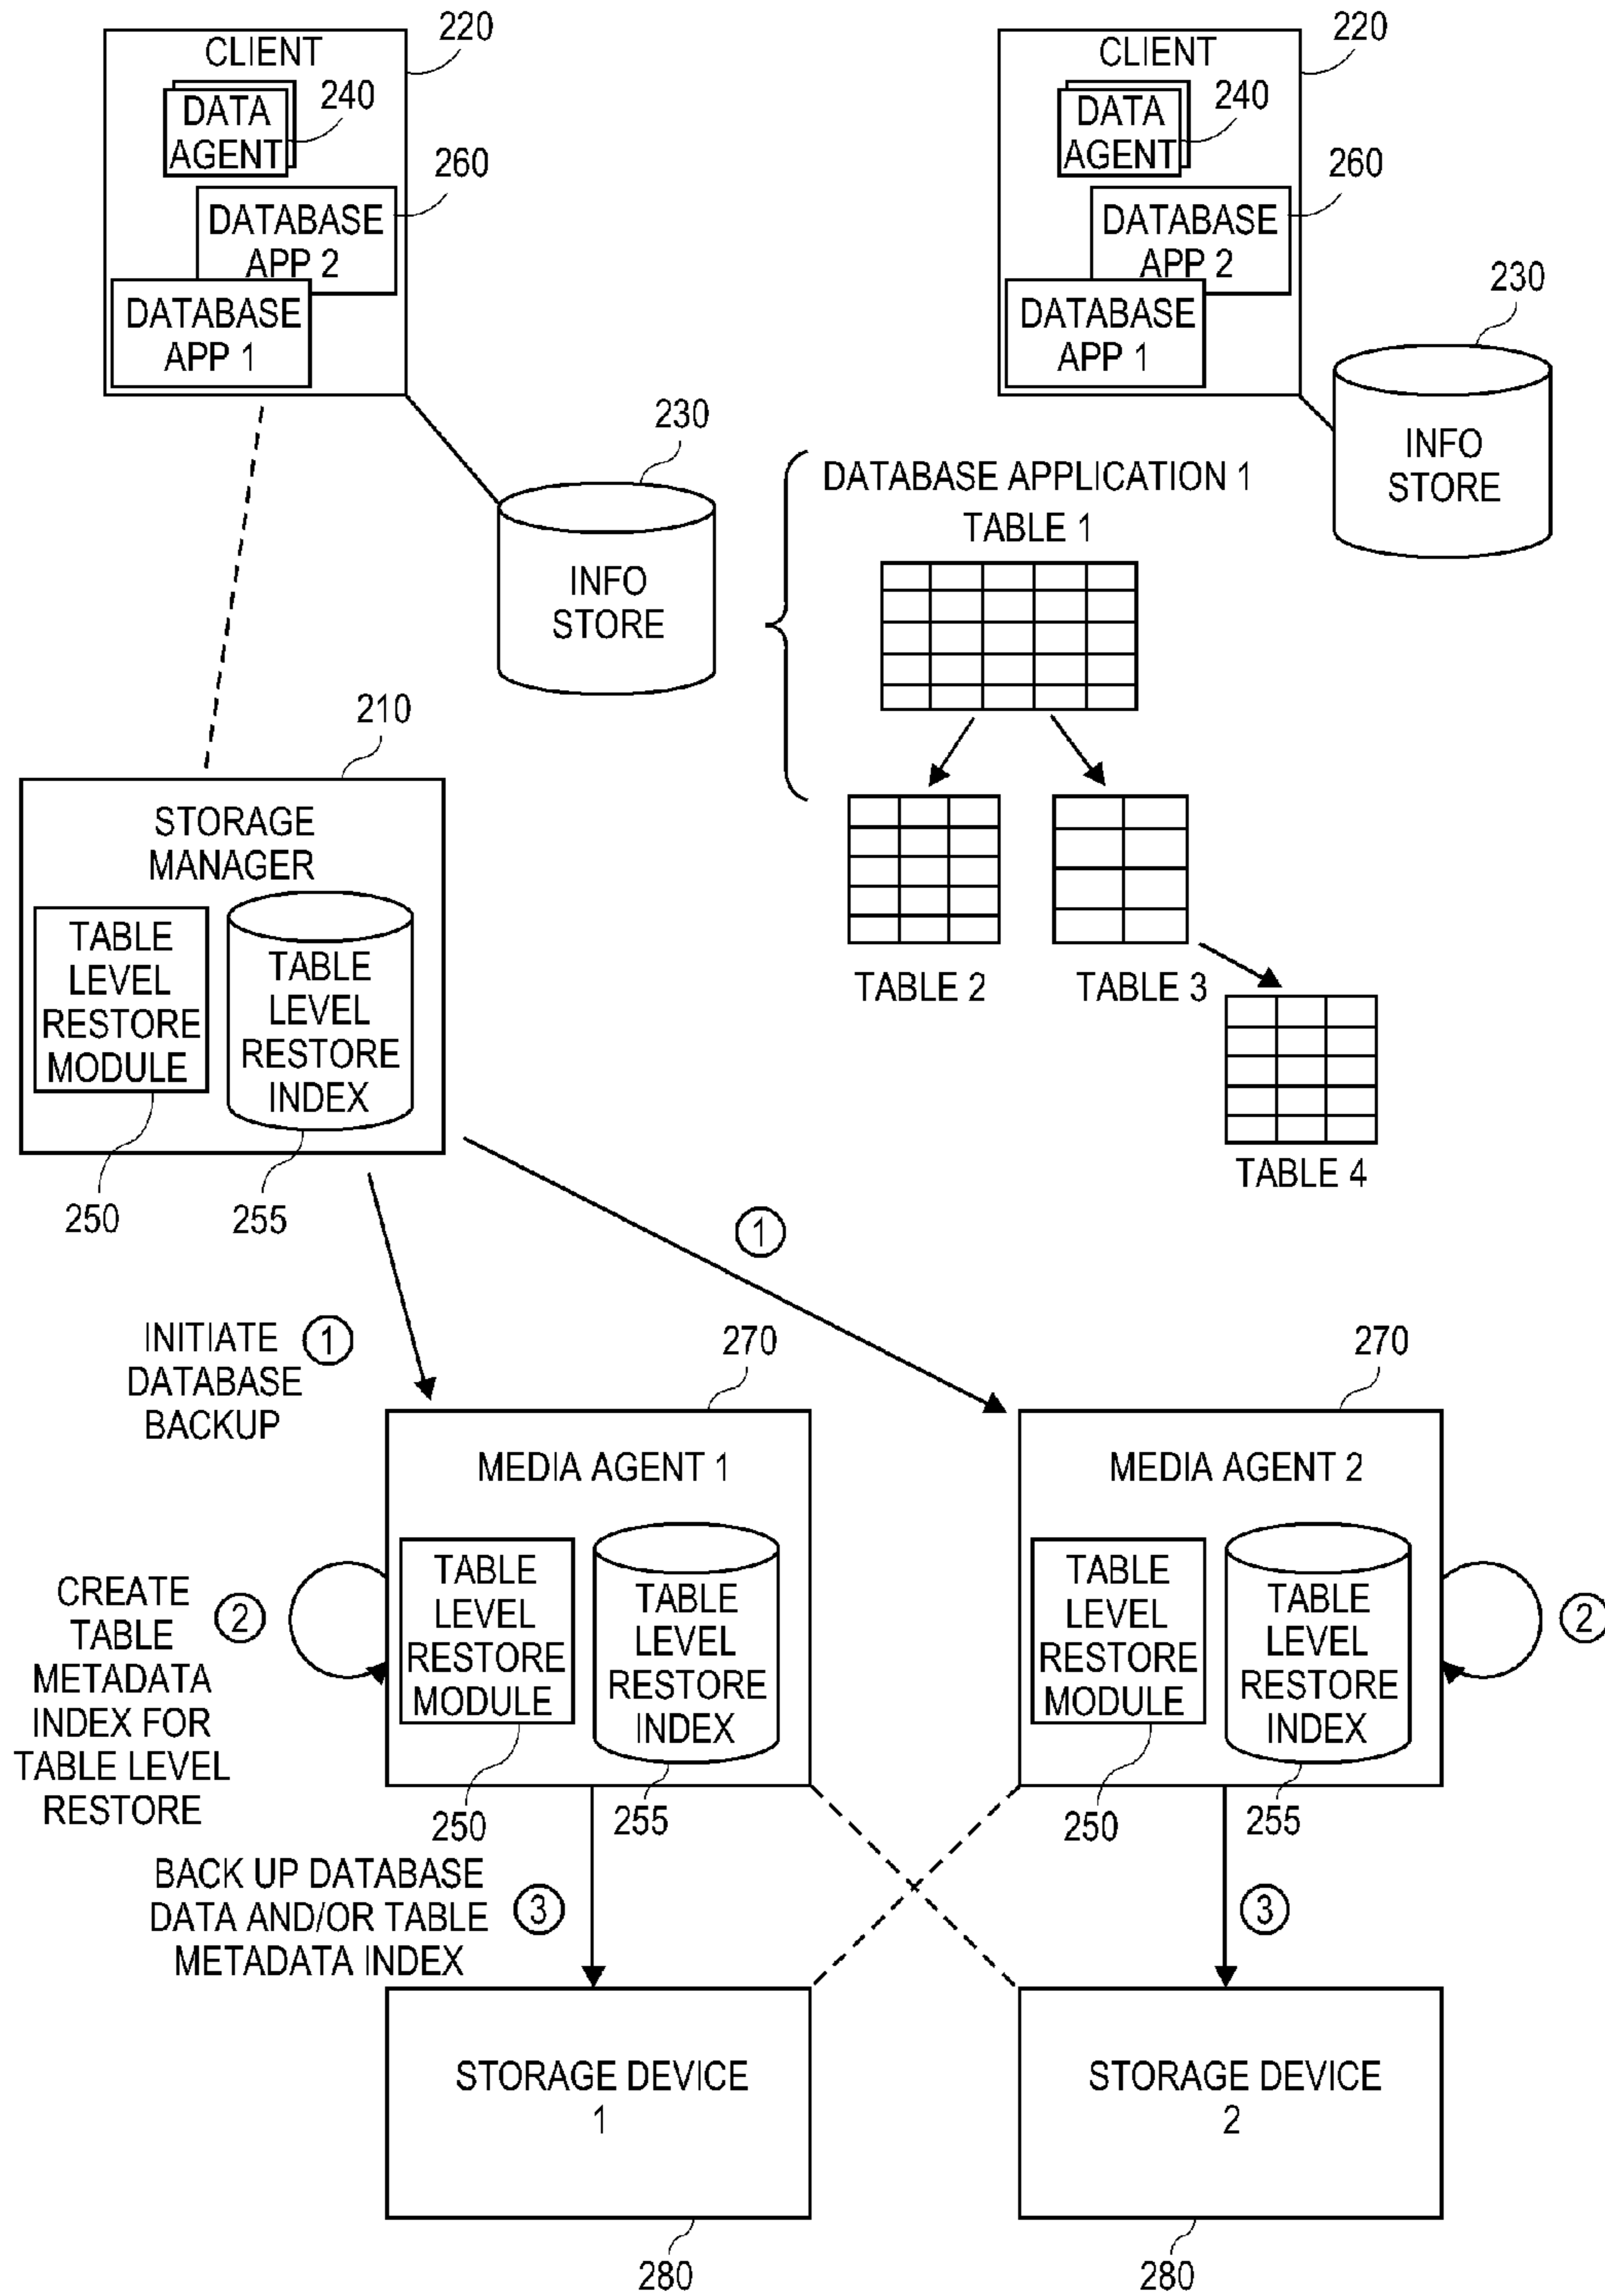 CLIENT
220
DATA
AGENT
240
260
DATABASE
APP 2
DATABASE
APP 1
CLIENT
220
DATA
AGENT
240
260
DATABASE
APP 2
DATABASE
APP 1
230
INFO
STORE
230
INFO
STORE
DATABASE APPLICATION 1
TABLE 1
TABLE 2
TABLE 3
TABLE 4
210
STORAGE
MANAGER
TABLE
LEVEL
RESTORE
MODULE
TABLE
LEVEL
RESTORE
INDEX
250
255
1
INITIATE
DATABASE
BACKUP
1
270
MEDIA AGENT 1
TABLE
LEVEL
RESTORE
MODULE
TABLE
LEVEL
RESTORE
INDEX
250
255
270
MEDIA AGENT 2
TABLE
LEVEL
RESTORE
MODULE
TABLE
LEVEL
RESTORE
INDEX
250
255
CREATE
TABLE
METADATA
INDEX FOR
TABLE LEVEL
RESTORE
2
2
BACK UP DATABASE
DATA AND/OR TABLE
METADATA INDEX
3
3
STORAGE DEVICE
1
280
STORAGE DEVICE
2
280